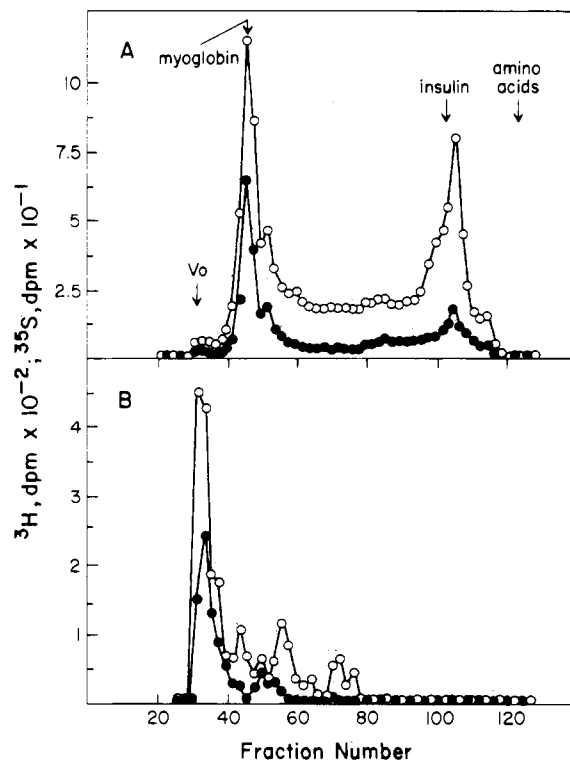 A
myoglobin
insulin
amino
acids
Vo
10
7.5
5
2.5
B
4
3
2
1
³H, dpm x 10⁻²; ³⁵S, dpm x 10⁻¹
20 40 60 80 100 120
Fraction Number